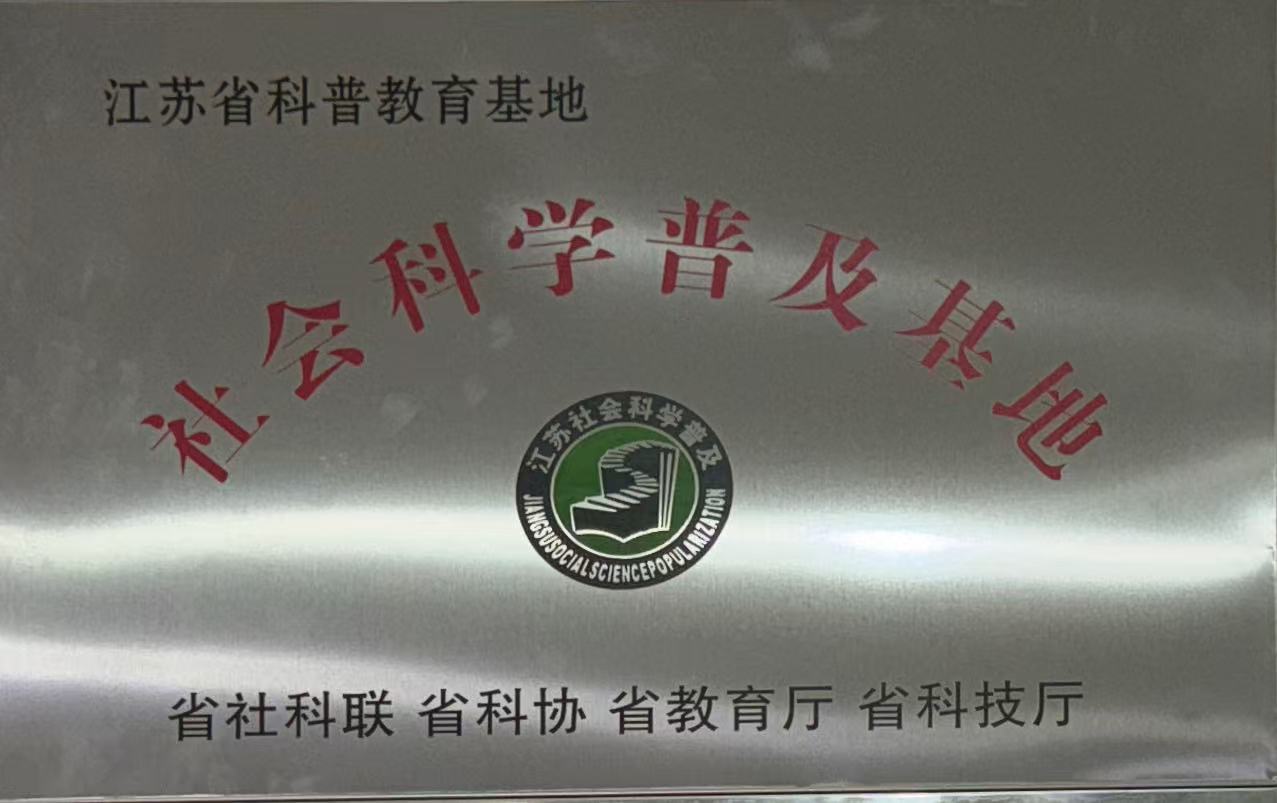 江苏省科普教育基地
社会科学普及基地
江苏社会科学普及
JIANGSUSOCIALSCIENCEPOPULARIZATION
省社科联 省科协 省教育厅 省科技厅